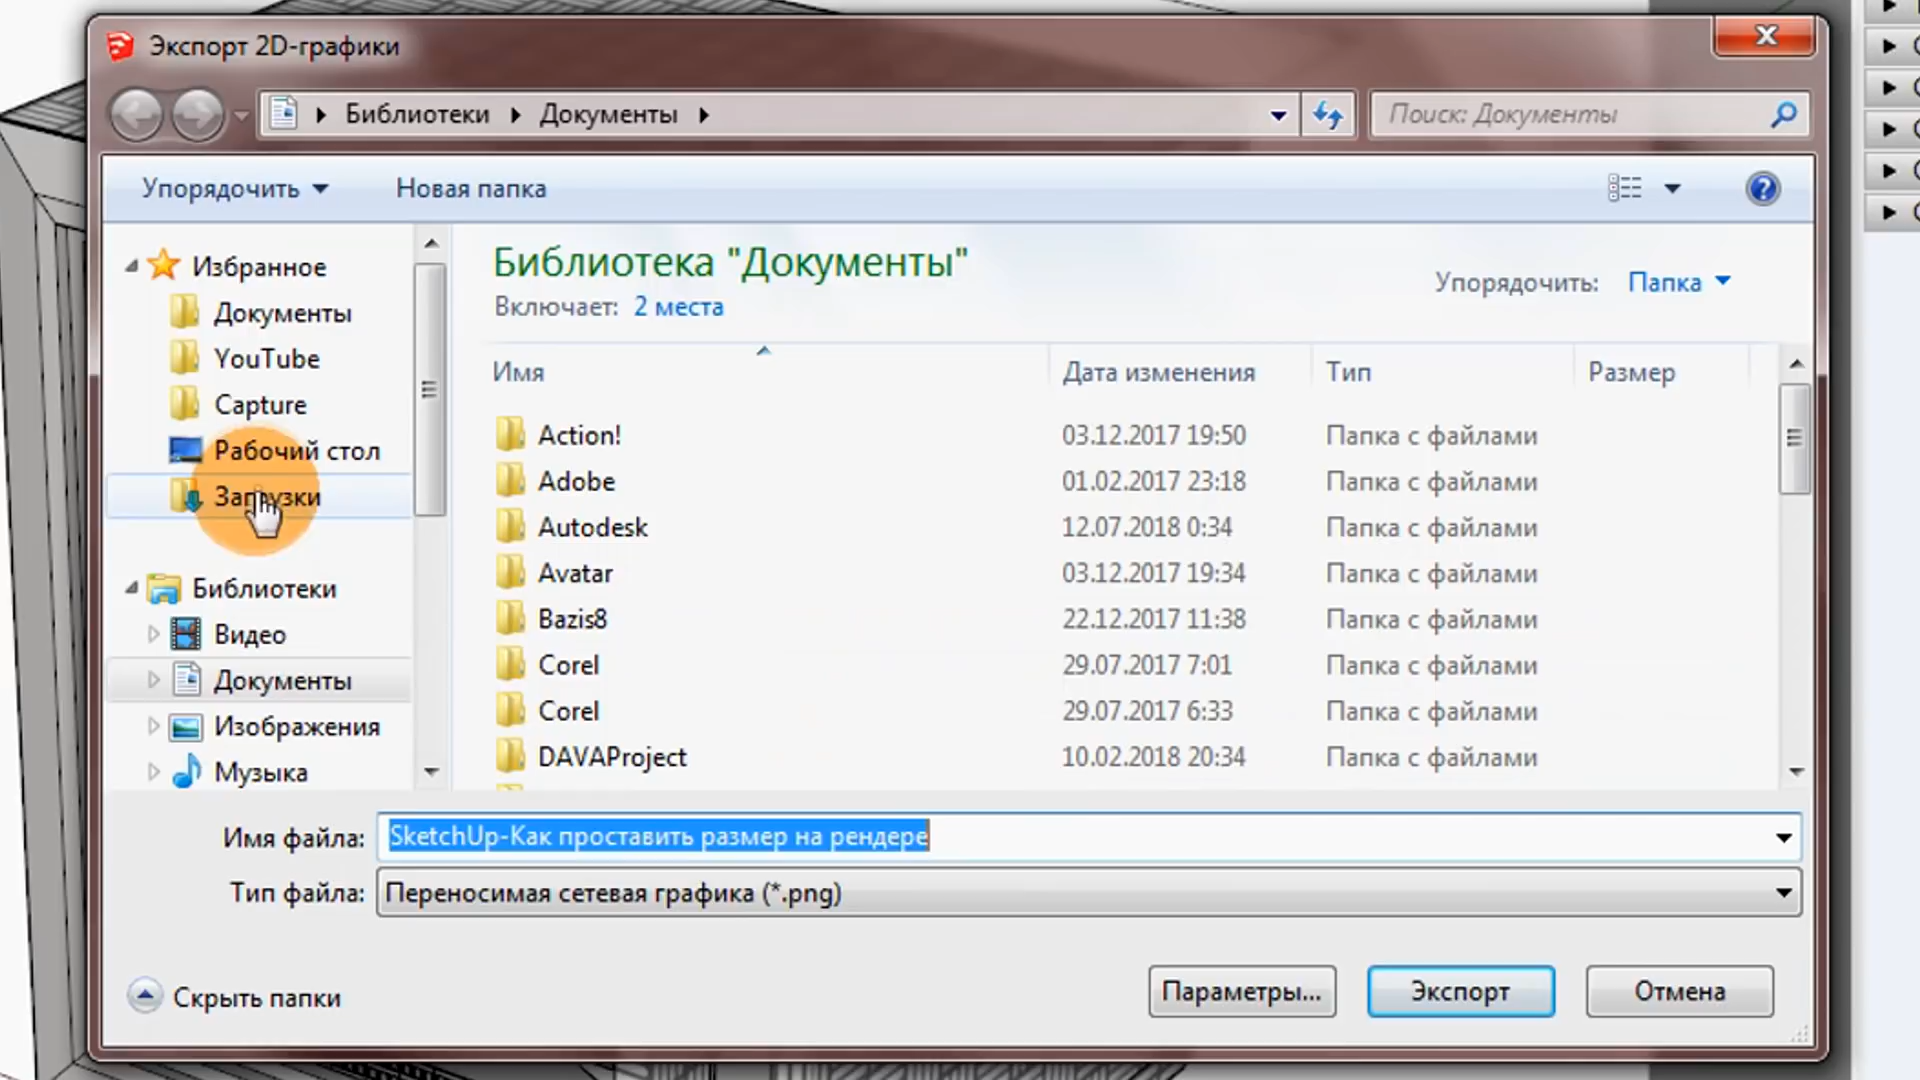 Экспорт 2D-графики
Библиотеки Документы
Поиск: Документы
Упорядочить Новая папка
Избранное
Документы
YouTube
Capture
Рабочий стол
Загрузки
Библиотеки
Видео
Документы
Изображения
Музыка
Библиотека "Документы"
Включает: 2 места
Упорядочить: Папка
Имя Дата изменения Тип Размер
Action! 03.12.2017 19:50 Папка с файлами
Adobe 01.02.2017 23:18 Папка с файлами
Autodesk 12.07.2018 0:34 Папка с файлами
Avatar 03.12.2017 19:34 Папка с файлами
Bazis8 22.12.2017 11:38 Папка с файлами
Corel 29.07.2017 7:01 Папка с файлами
Corel 29.07.2017 6:33 Папка с файлами
DAVAProject 10.02.2018 20:34 Папка с файлами
Имя файла: SketchUp-Как проставить размер на рендере
Тип файла: Переносимая сетевая графика (*.png)
Скрыть папки
Параметры... Экспорт Отмена